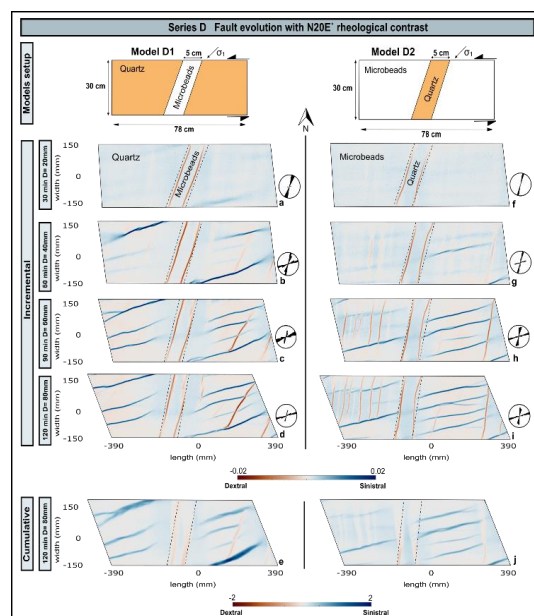 Series D   Fault evolution with N20E° rheological contrast
Models setup
Model D1
5 cm
σ1
Quartz
Microbeads
30 cm
78 cm
Model D2
5 cm
σ1
Microbeads
Quartz
30 cm
78 cm
N
Incremental
30 min D= 20mm
width (mm)
150
0
-150
Quartz
Microbeads
a
Microbeads
Quartz
f
60 min D= 40mm
width (mm)
150
0
-150
b
g
90 min D= 60mm
width (mm)
150
0
-150
c
h
120 min D= 80mm
width (mm)
150
0
-150
d
i
-390
0
390
length (mm)
-390
0
390
length (mm)
-0.02
0.02
Dextral
Sinistral
Cumulative
120 min D= 80mm
width (mm)
150
0
-150
e
j
-390
0
390
length (mm)
-390
0
390
length (mm)
-2
2
Dextral
Sinistral